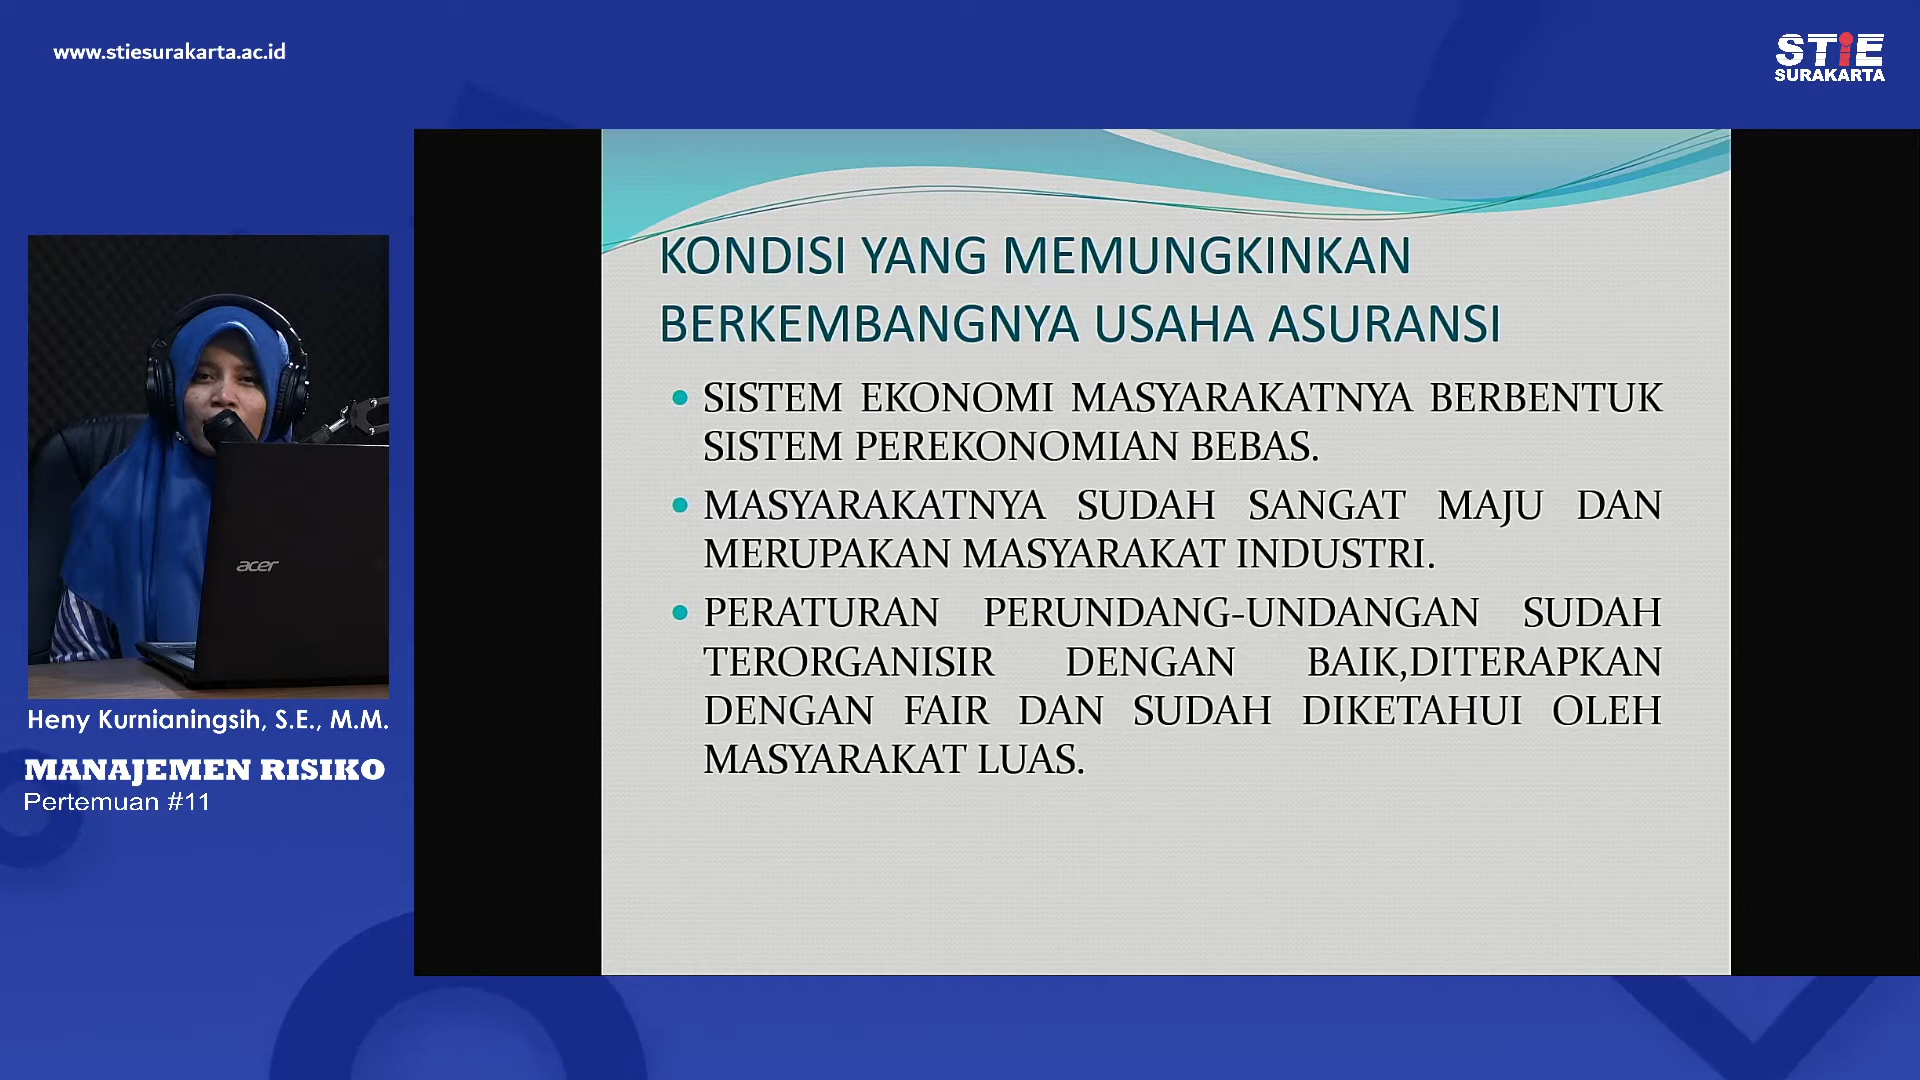 www.stiesurakarta.ac.id
STIE
SURAKARTA
KONDISI YANG MEMUNGKINKAN
BERKEMBANGNYA USAHA ASURANSI
• SISTEM EKONOMI MASYARAKATNYA BERBENTUK
SISTEM PEREKONOMIAN BEBAS.
• MASYARAKATNYA SUDAH SANGAT MAJU DAN
MERUPAKAN MASYARAKAT INDUSTRI.
• PERATURAN PERUNDANG-UNDANGAN SUDAH
TERORGANISIR DENGAN BAIK,DITERAPKAN
DENGAN FAIR DAN SUDAH DIKETAHUI OLEH
MASYARAKAT LUAS.
acer
Heny Kurnianingsih, S.E., M.M.
MANAJEMEN RISIKO
Pertemuan #11